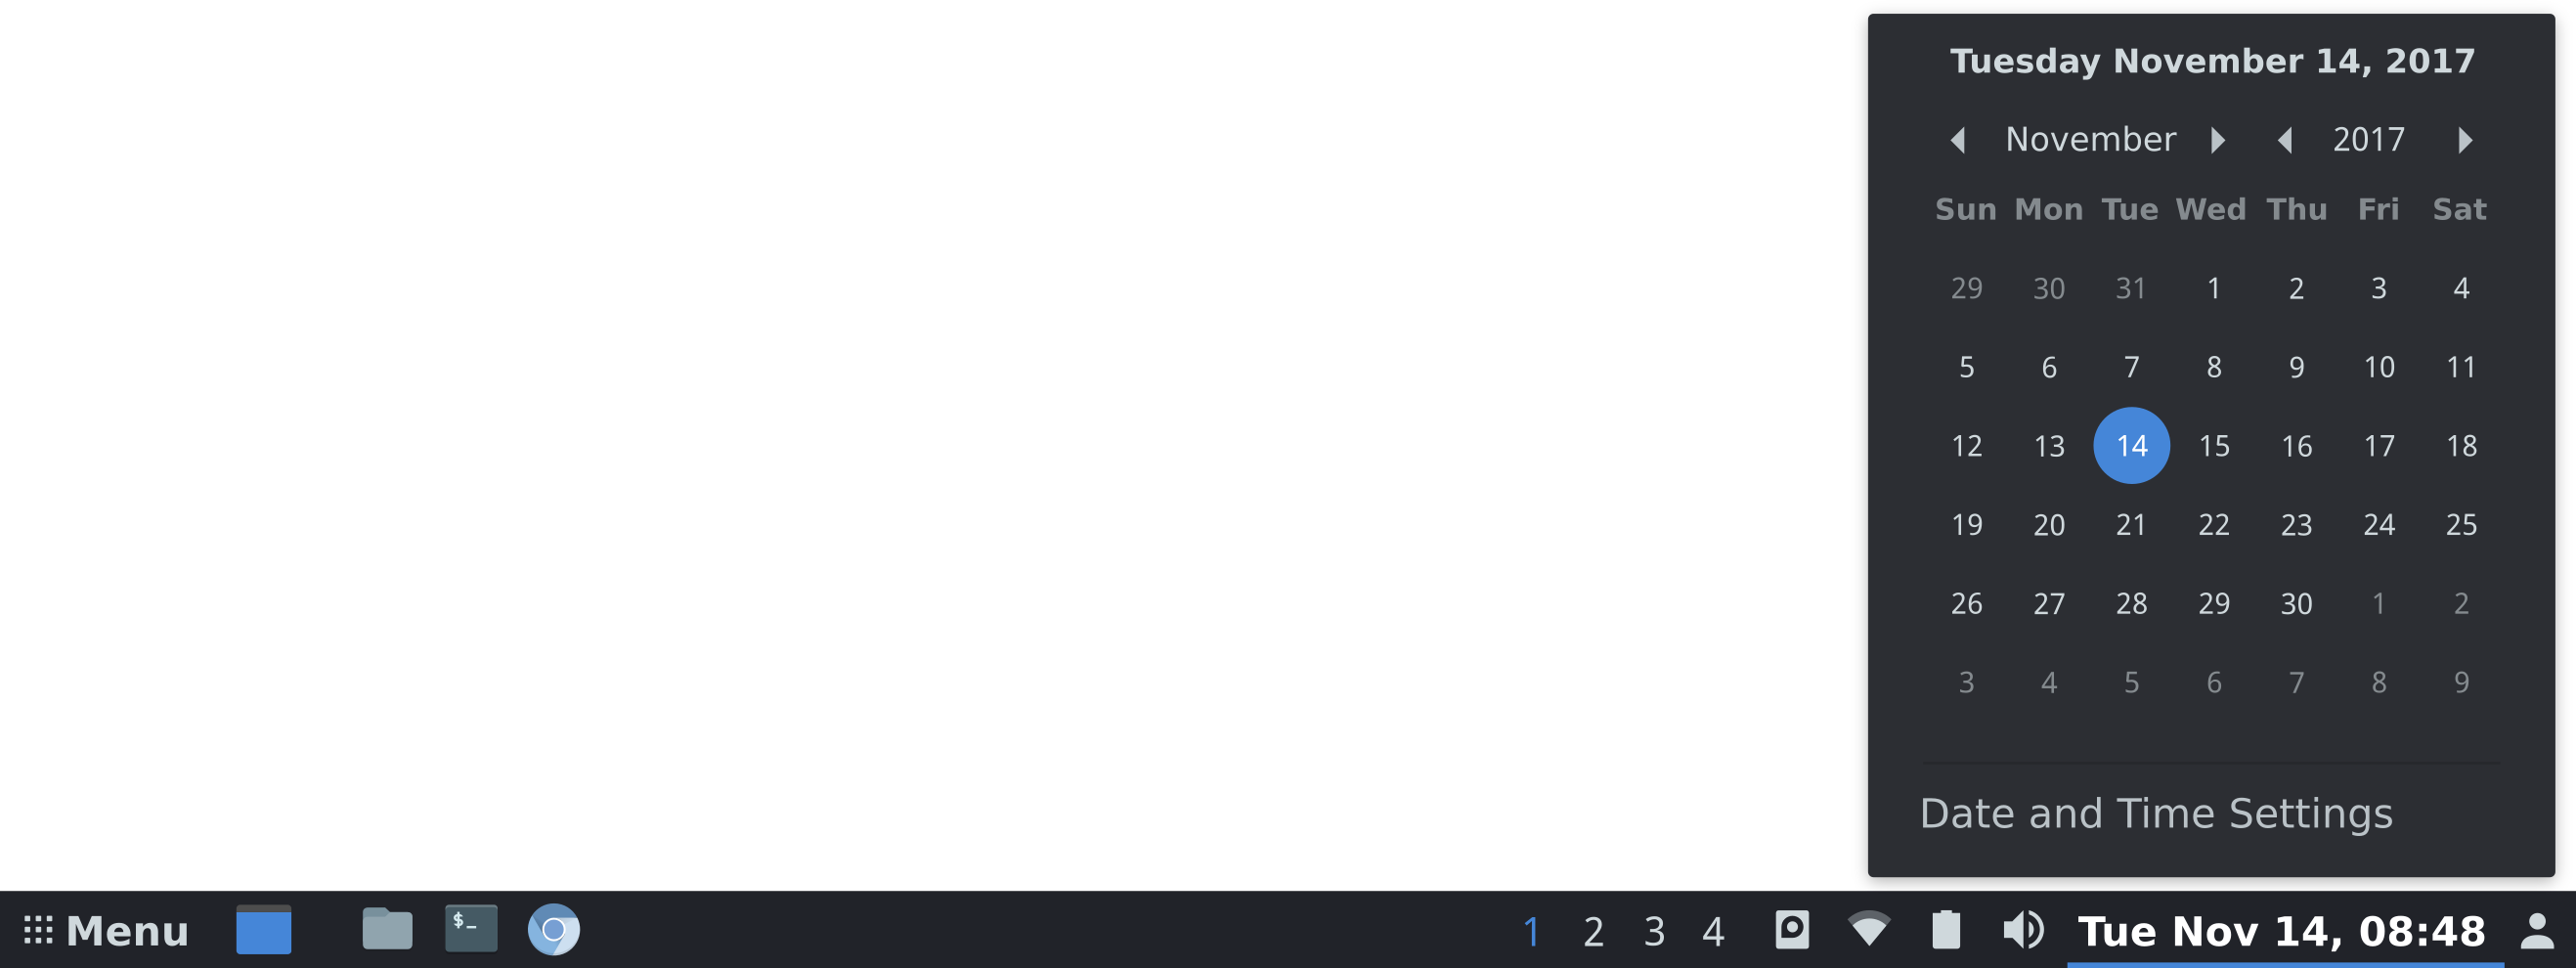 Tuesday November 14, 2017
November 2017
Sun Mon Tue Wed Thu Fri Sat
29 30 31 1 2 3 4
5 6 7 8 9 10 11
12 13 14 15 16 17 18
19 20 21 22 23 24 25
26 27 28 29 30 1 2
3 4 5 6 7 8 9
Date and Time Settings
Menu $_ 1 2 3 4 Tue Nov 14, 08:48